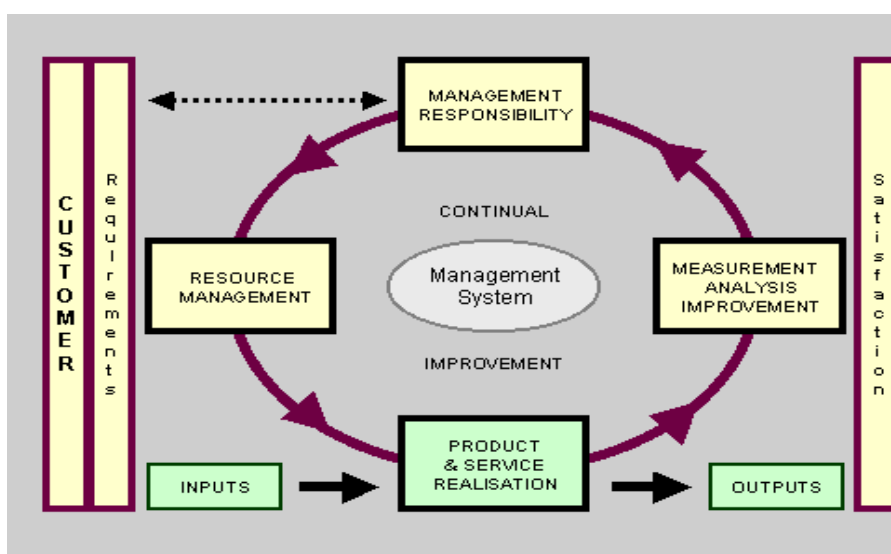 CUSTOMER
Requirements
MANAGEMENT
RESPONSIBILITY
CONTINUAL
RESOURCE
MANAGEMENT
Management
System
MEASUREMENT
ANALYSIS
IMPROVEMENT
IMPROVEMENT
PRODUCT
& SERVICE
REALISATION
INPUTS
OUTPUTS
Satisfaction